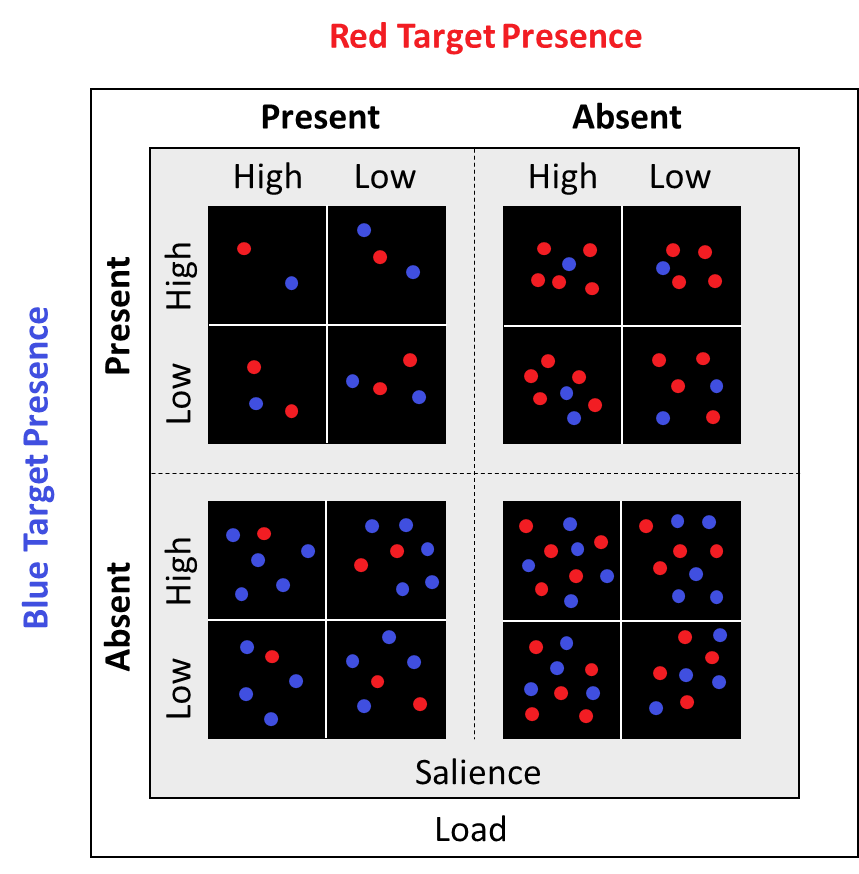 Red Target Presence
Present Absent
High Low High Low
Blue Target Presence
Present
High
Low
Absent
High
Low
Salience
Load